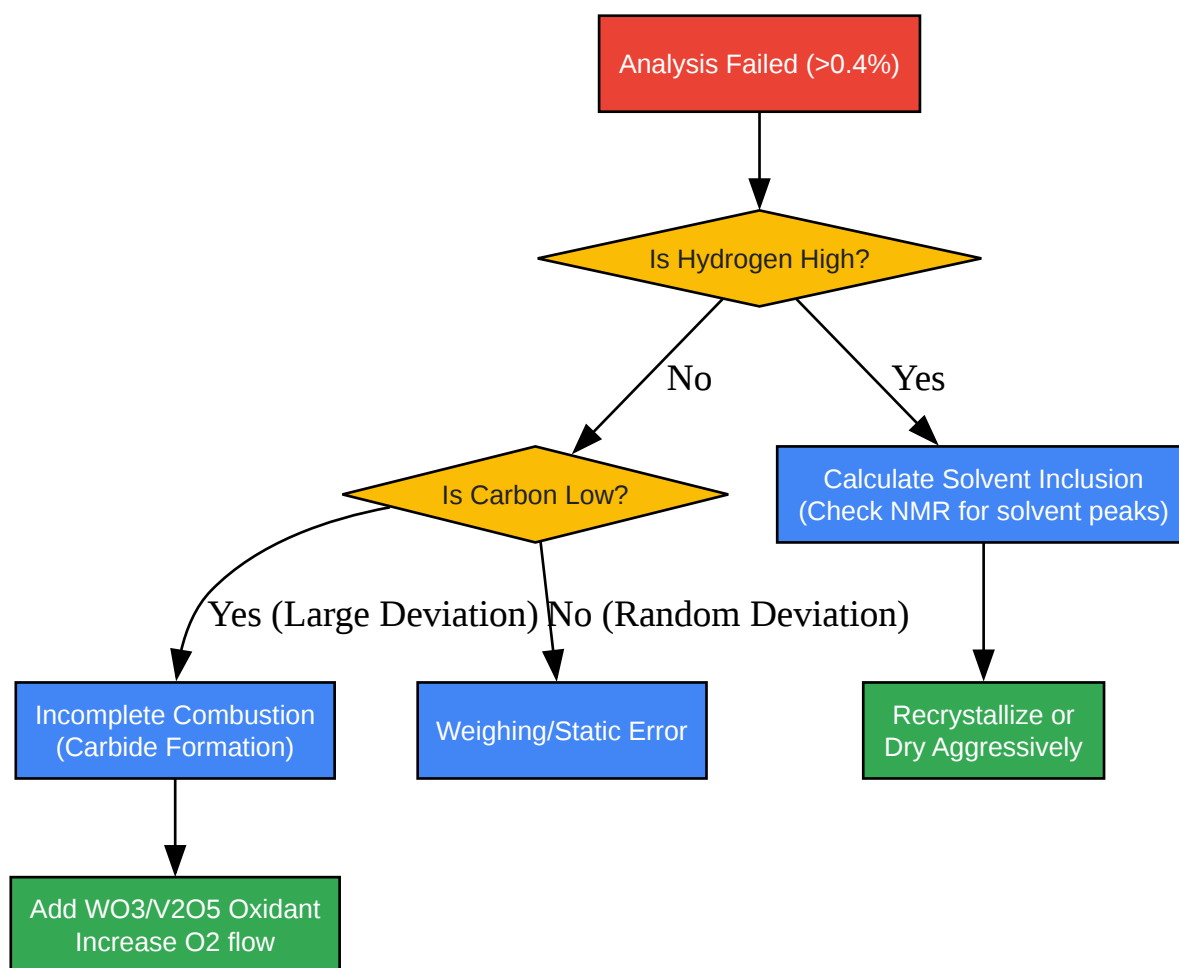 Analysis Failed (>0.4%)
Is Hydrogen High?
No
Yes
Is Carbon Low?
Calculate Solvent Inclusion
(Check NMR for solvent peaks)
Yes (Large Deviation)
No (Random Deviation)
Incomplete Combustion
(Carbide Formation)
Weighing/Static Error
Recrystallize or
Dry Aggressively
Add WO3/V2O5 Oxidant
Increase O2 flow